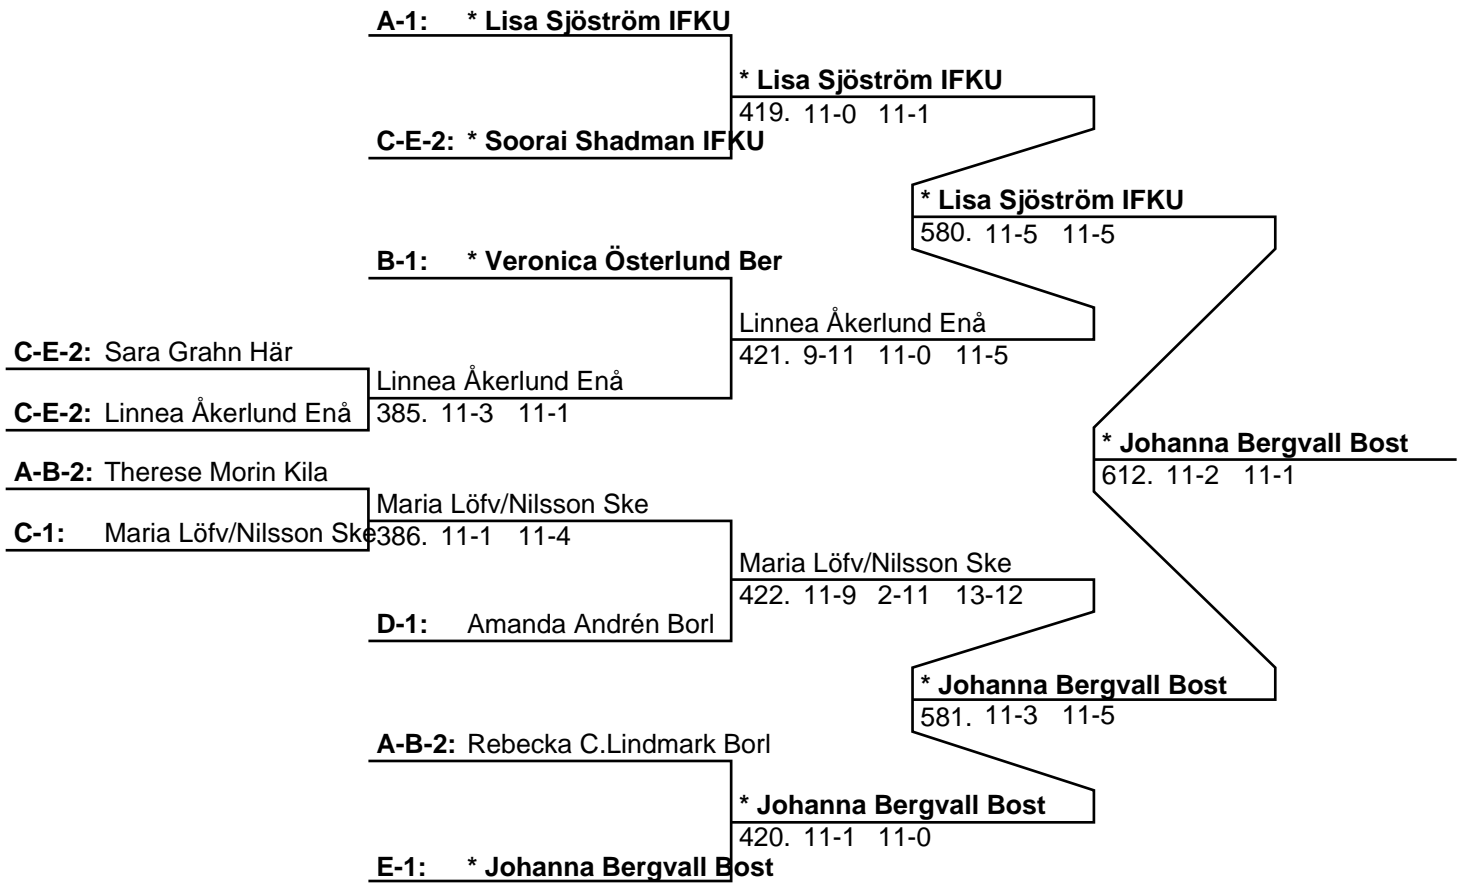 A-1: * Lisa Sjöström IFKU
* Lisa Sjöström IFKU
419. 11-0 11-1
C-E-2: * Soorai Shadman IFKU
* Lisa Sjöström IFKU
580. 11-5 11-5
B-1: * Veronica Österlund Ber
Linnea Åkerlund Enå
421. 9-11 11-0 11-5
C-E-2: Sara Grahn Här
Linnea Åkerlund Enå
385. 11-3 11-1
C-E-2: Linnea Åkerlund Enå
* Johanna Bergvall Bost
612. 11-2 11-1
A-B-2: Therese Morin Kila
Maria Löfv/Nilsson Ske
386. 11-1 11-4
C-1: Maria Löfv/Nilsson Ske
Maria Löfv/Nilsson Ske
422. 11-9 2-11 13-12
D-1: Amanda Andrén Borl
* Johanna Bergvall Bost
581. 11-3 11-5
A-B-2: Rebecka C.Lindmark Borl
* Johanna Bergvall Bost
420. 11-1 11-0
E-1: * Johanna Bergvall Bost